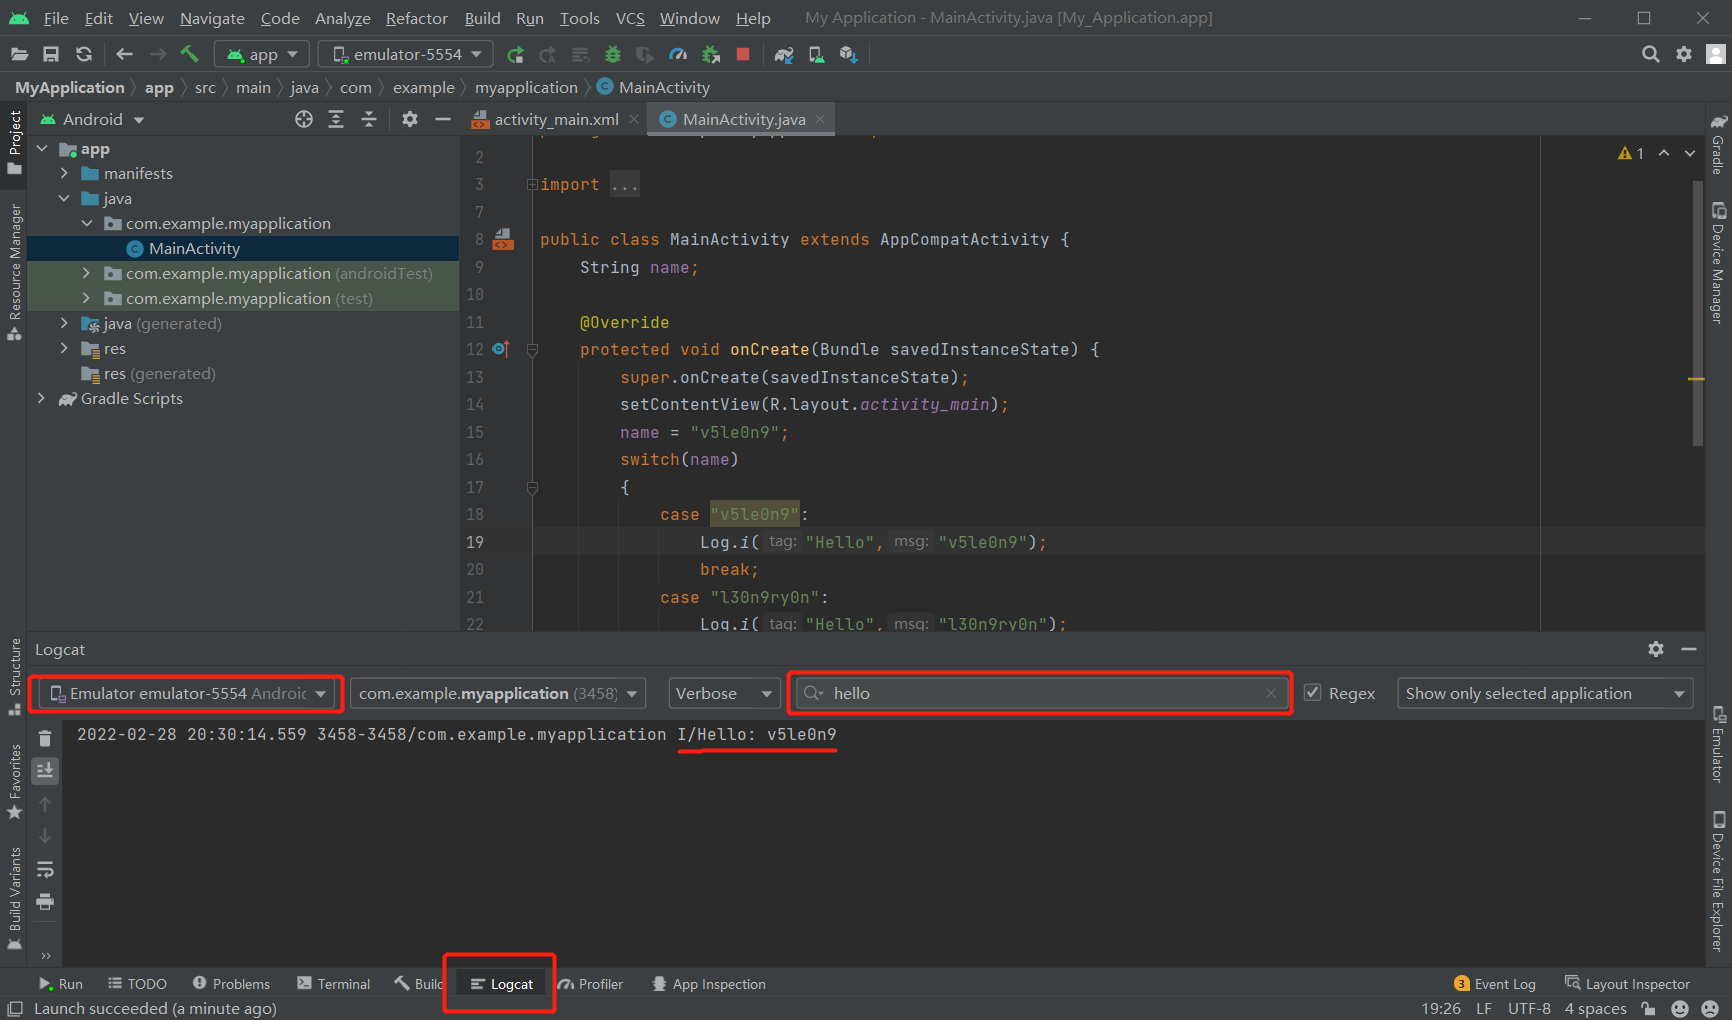 File Edit View Navigate Code Analyze Refactor Build Run Tools VCS Window Help My Application - MainActivity.java [My_Application.app]
app emulator-5554
MyApplication app src main java com example myapplication MainActivity
Android activity_main.xml MainActivity.java
Project
Resource Manager
Structure
Favorites
Build Variants
app
manifests
java
com.example.myapplication
MainActivity
com.example.myapplication (androidTest)
com.example.myapplication (test)
java (generated)
res
res (generated)
Gradle Scripts
1
2
3 import ...
7
8 public class MainActivity extends AppCompatActivity {
9 String name;
10
11 @Override
12 protected void onCreate(Bundle savedInstanceState) {
13 super.onCreate(savedInstanceState);
14 setContentView(R.layout.activity_main);
15 name = "v5le0n9";
16 switch(name)
17 {
18 case "v5le0n9":
19 Log.i( tag: "Hello", msg: "v5le0n9");
20 break;
21 case "l30n9ry0n":
22 Log.i( tag: "Hello", msg: "l30n9ry0n");
Gradle
Device Manager
Emulator
Device File Explorer
Logcat
Emulator emulator-5554 Android com.example.myapplication (3458) Verbose hello Regex Show only selected application
2022-02-28 20:30:14.559 3458-3458/com.example.myapplication I/Hello: v5le0n9
Run TODO Problems Terminal Build Logcat Profiler App Inspection 3 Event Log Layout Inspector
Launch succeeded (a minute ago) 19:26 LF UTF-8 4 spaces